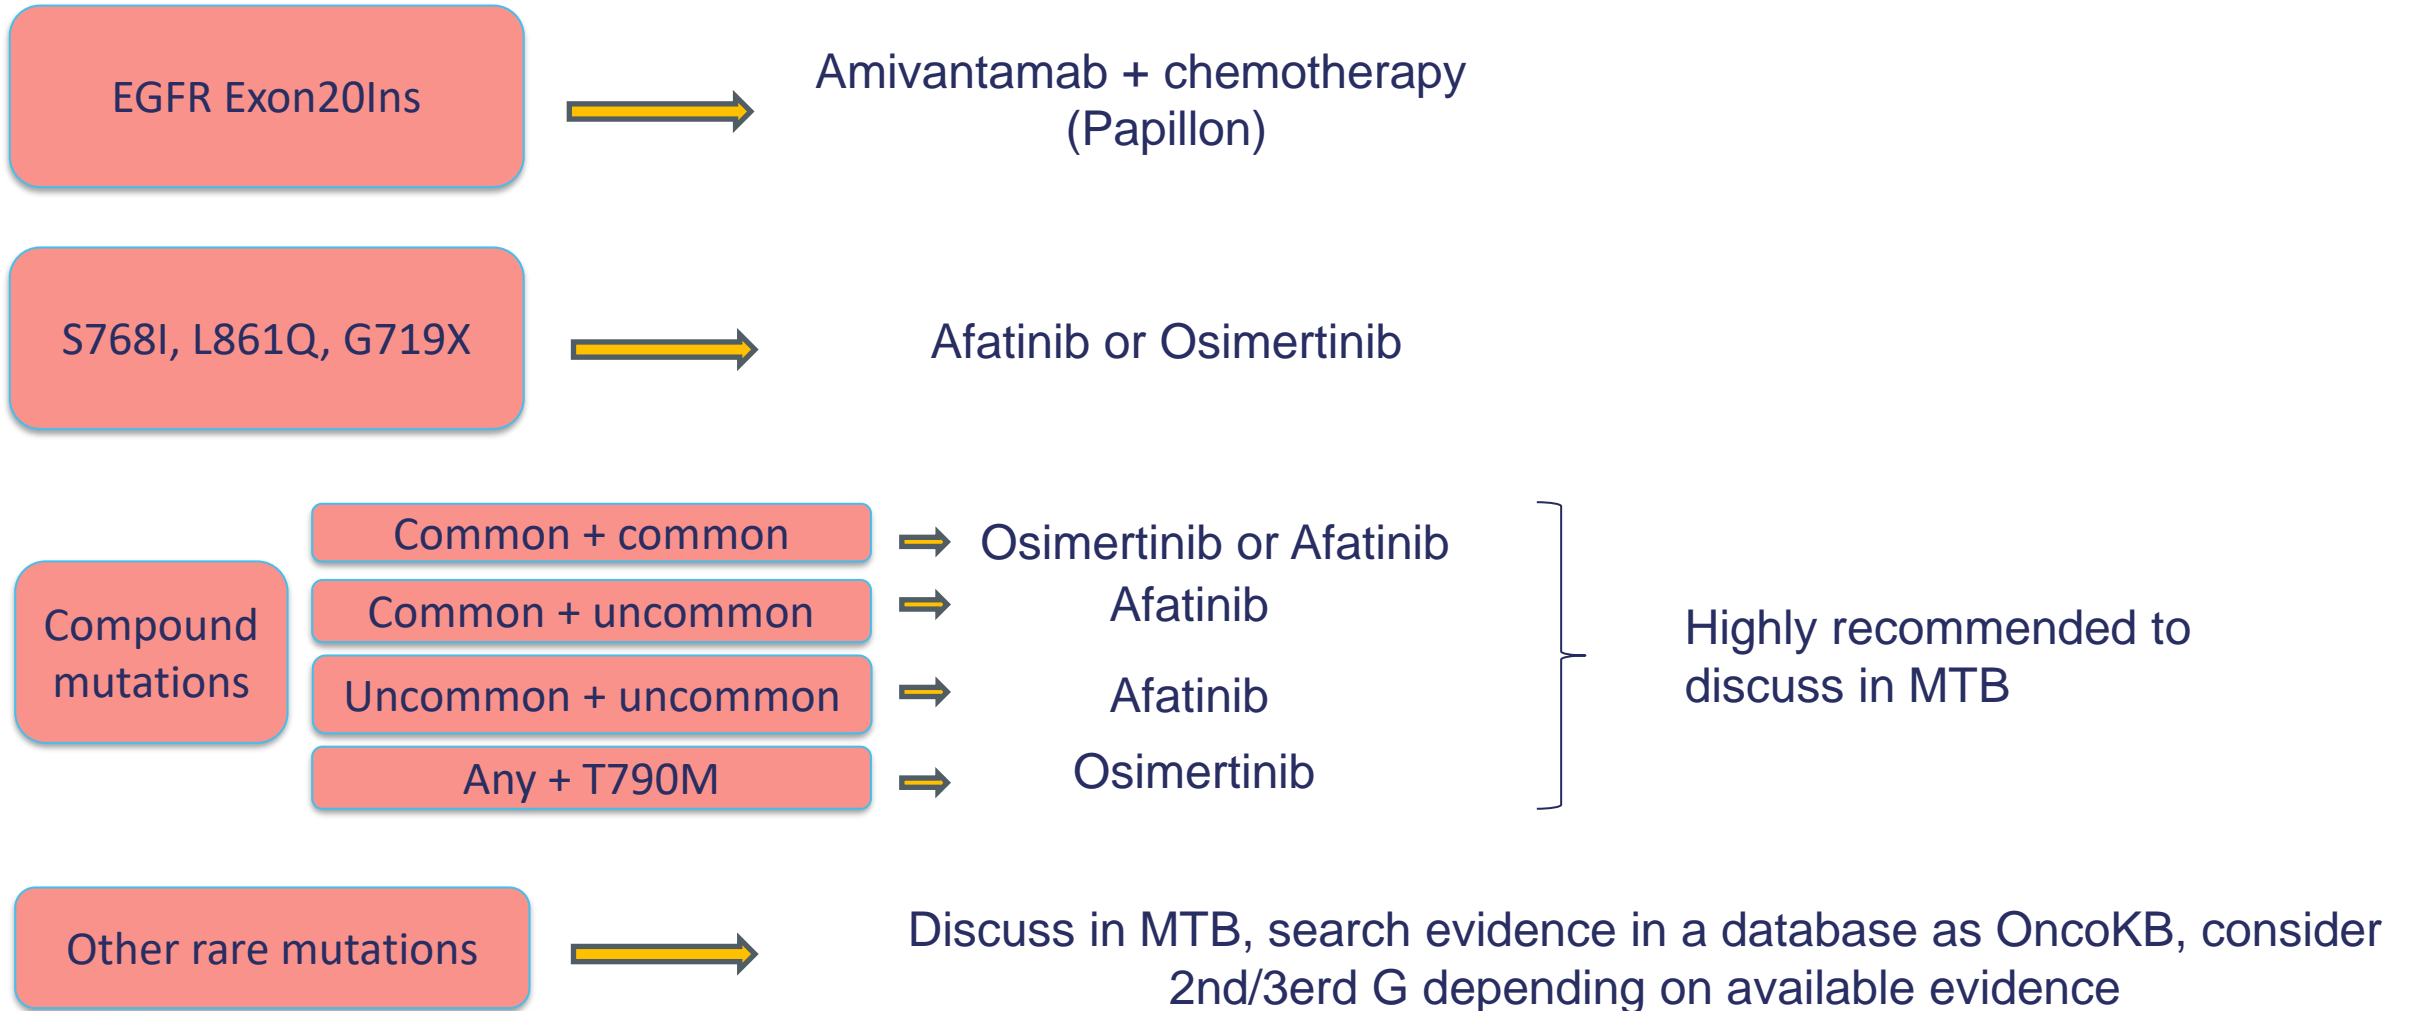 EGFR Exon20Ins
Amivantamab + chemotherapy
(Papillon)
S768I, L861Q, G719X
Afatinib or Osimertinib
Compound
mutations
Common + common
Osimertinib or Afatinib
Common + uncommon
Afatinib
Uncommon + uncommon
Afatinib
Any + T790M
Osimertinib
Highly recommended to
discuss in MTB
Other rare mutations
Discuss in MTB, search evidence in a database as OncoKB, consider
2nd/3erd G depending on available evidence